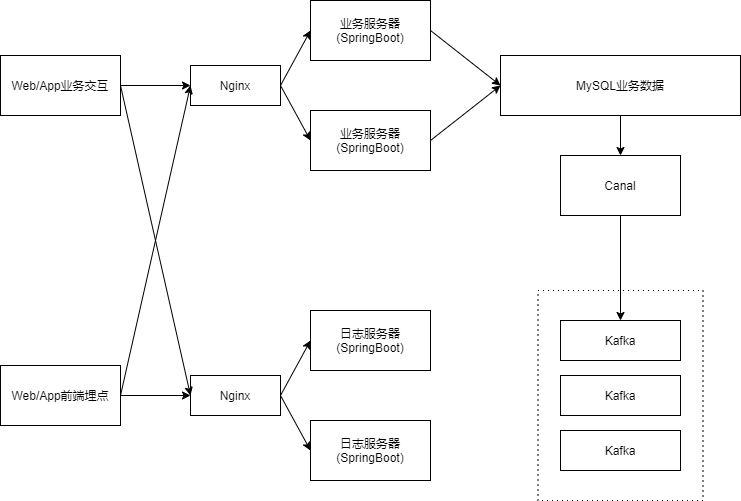 业务服务器
(SpringBoot)
Web/App业务交互
Nginx
MySQL业务数据
业务服务器
(SpringBoot)
Canal
日志服务器
(SpringBoot)
Kafka
Web/App前端埋点
Nginx
Kafka
日志服务器
(SpringBoot)
Kafka